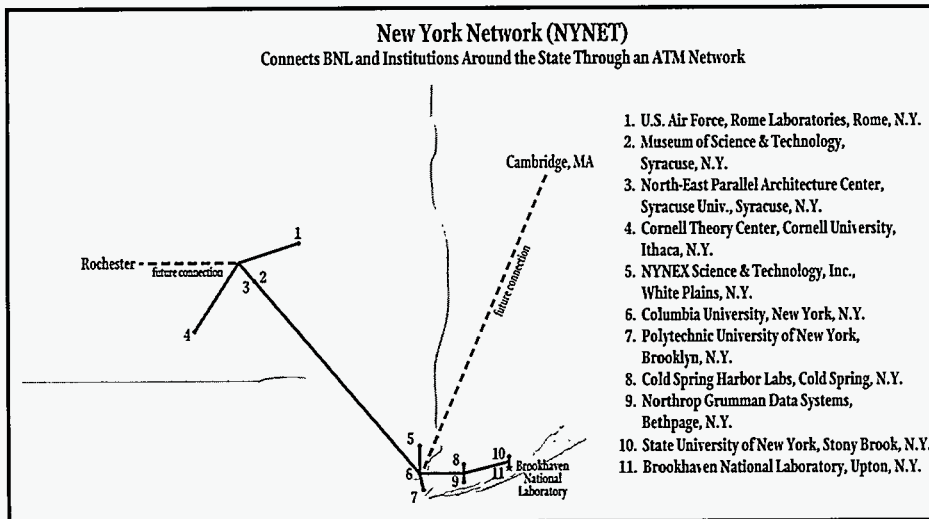 New York Network (NYNET)
Connects BNL and Institutions Around the State Through an ATM Network
Cambridge, MA
future connection
Rochester
future connection
1
2
3
4
5
6
7
8
9
10
11
Brookhaven
National
Laboratory
1. U.S. Air Force, Rome Laboratories, Rome, N.Y.
2. Museum of Science & Technology,
Syracuse, N.Y.
3. North-East Parallel Architecture Center,
Syracuse Univ., Syracuse, N.Y.
4. Cornell Theory Center, Cornell University,
Ithaca, N.Y.
5. NYNEX Science & Technology, Inc.,
White Plains, N.Y.
6. Columbia University, New York, N.Y.
7. Polytechnic University of New York,
Brooklyn, N.Y.
8. Cold Spring Harbor Labs, Cold Spring, N.Y.
9. Northrop Grumman Data Systems,
Bethpage, N.Y.
10. State University of New York, Stony Brook, N.Y.
11. Brookhaven National Laboratory, Upton, N.Y.